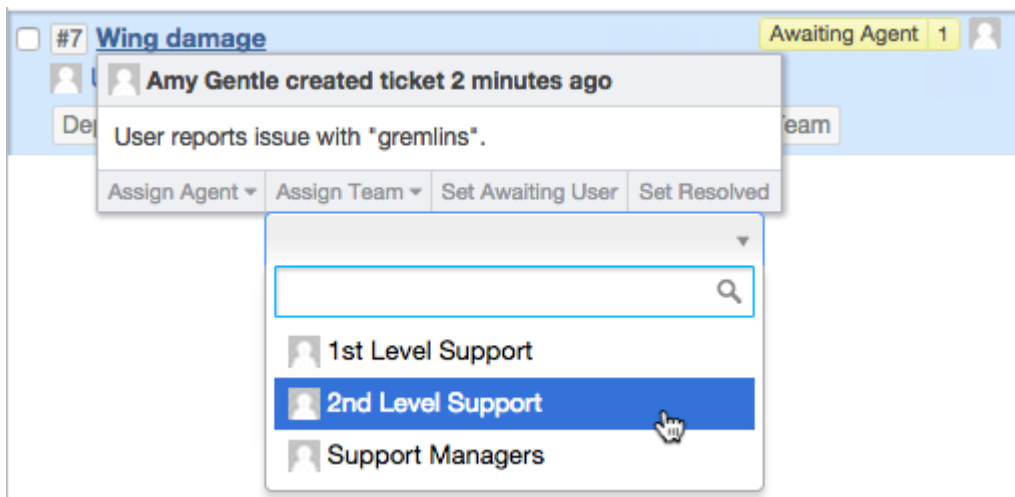 #7 Wing damage Awaiting Agent 1
Amy Gentle created ticket 2 minutes ago
User reports issue with "gremlins".
Assign Agent Assign Team Set Awaiting User Set Resolved
1st Level Support
2nd Level Support
Support Managers